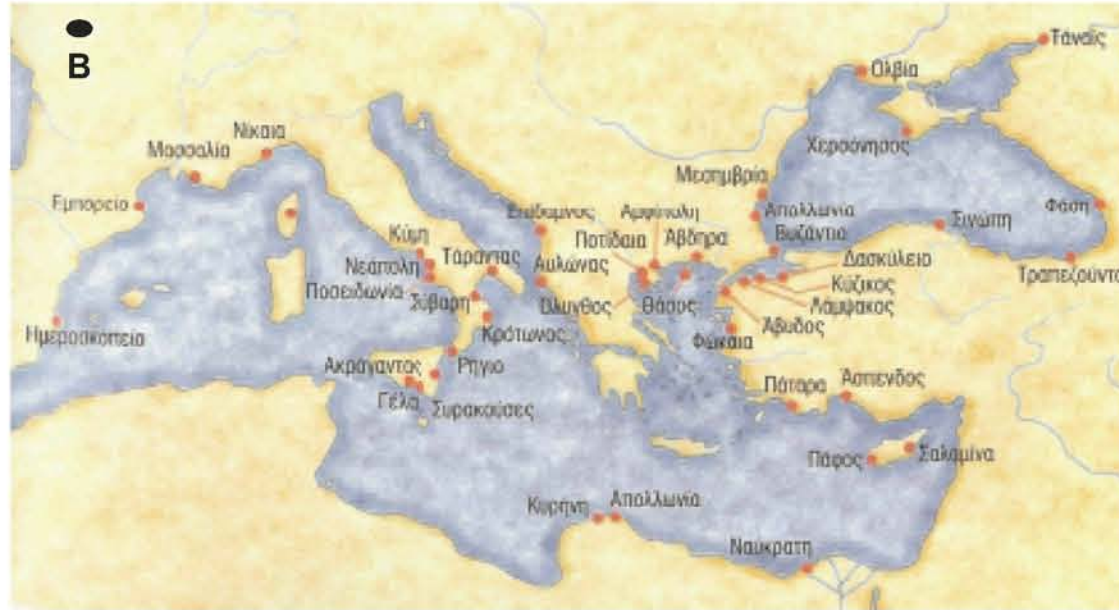 B
Τάναϊς
Ολβία
Νίκαια
Μασσαλία
Χερσόνησος
Μεσημβρία
Εμπορείο
Επίδαμνος
Αμφίπολη
Απολλωνία
Σινώπη
Φάση
Κύμη
Ποτίδαια
Άβδηρα
Βυζάντιο
Νεάπολη
Τάραντας
Αυλώνας
Δασκύλειο
Τραπεζούντα
Ποσειδωνία
Σύβαρη
Όλυνθος
Θάσος
Κύζικος
Λάμψακος
Ημεροσκοπείο
Κρότωνας
Φώκαια
Άβυδος
Ακράγαντας
Ρήγιο
Γέλα
Συρακούσες
Πάταρα
Άσπενδος
Πάφος
Σαλαμίνα
Κυρήνη
Απολλωνία
Ναύκρατη